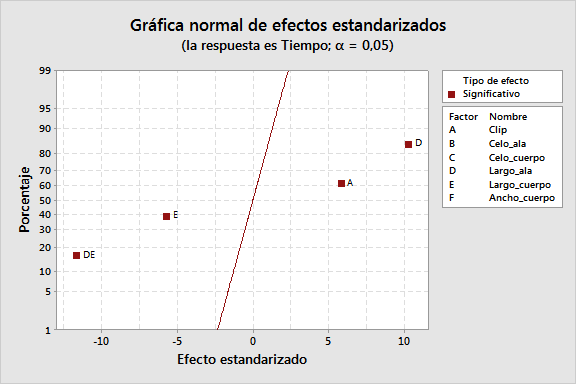 Gráfica normal de efectos estandarizados
(la respuesta es Tiempo; α = 0,05)
Porcentaje
99
95
90
80
70
60
50
40
30
20
10
5
1
D
A
E
DE
-10
-5
0
5
10
Efecto estandarizado
Tipo de efecto
Significativo
Factor Nombre
A Clip
B Celo_ala
C Celo_cuerpo
D Largo_ala
E Largo_cuerpo
F Ancho_cuerpo